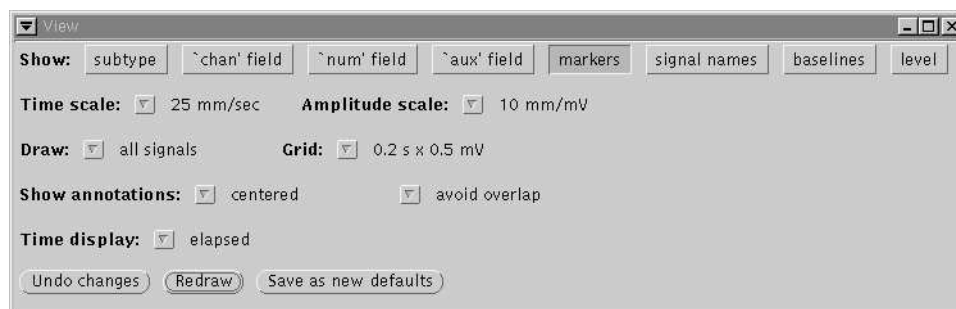 View
Show: subtype `chan' field `num' field `aux' field markers signal names baselines level
Time scale: 25 mm/sec Amplitude scale: 10 mm/mV
Draw: all signals Grid: 0.2 s x 0.5 mV
Show annotations: centered avoid overlap
Time display: elapsed
Undo changes Redraw Save as new defaults